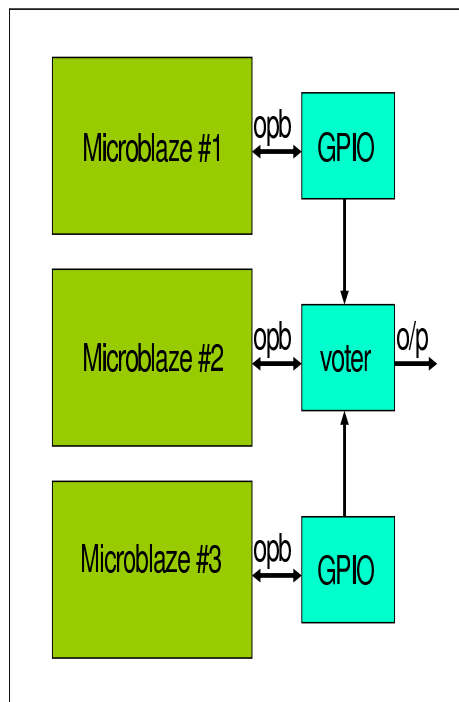 Microblaze #1
opb
GPIO
Microblaze #2
opb
voter
o/p
Microblaze #3
opb
GPIO